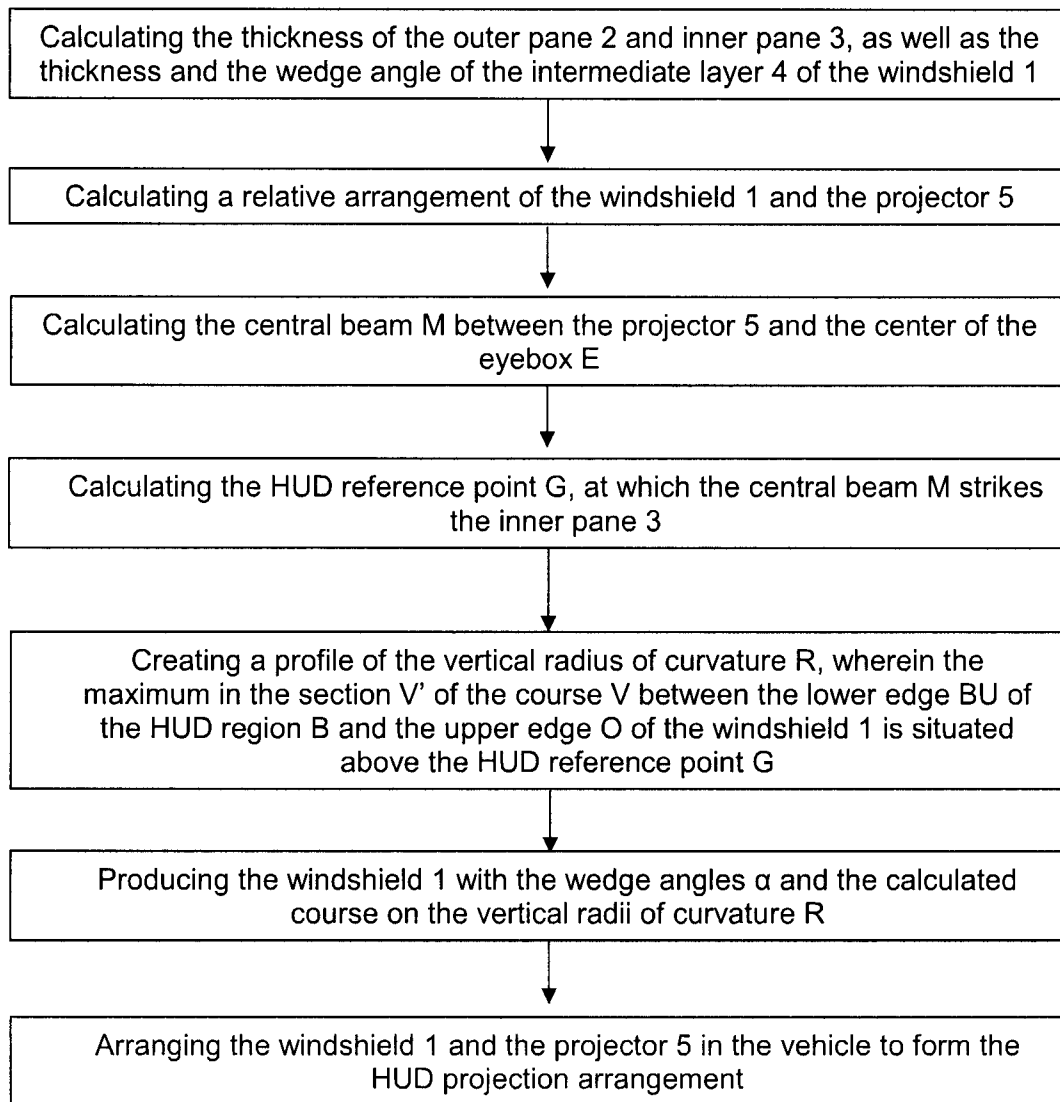 Calculating the thickness of the outer pane 2 and inner pane 3, as well as the
thickness and the wedge angle of the intermediate layer 4 of the windshield 1
Calculating a relative arrangement of the windshield 1 and the projector 5
Calculating the central beam M between the projector 5 and the center of the
eyebox E
Calculating the HUD reference point G, at which the central beam M strikes
the inner pane 3
Creating a profile of the vertical radius of curvature R, wherein the
maximum in the section V' of the course V between the lower edge BU of
the HUD region B and the upper edge O of the windshield 1 is situated
above the HUD reference point G
Producing the windshield 1 with the wedge angles α and the calculated
course on the vertical radii of curvature R
Arranging the windshield 1 and the projector 5 in the vehicle to form the
HUD projection arrangement